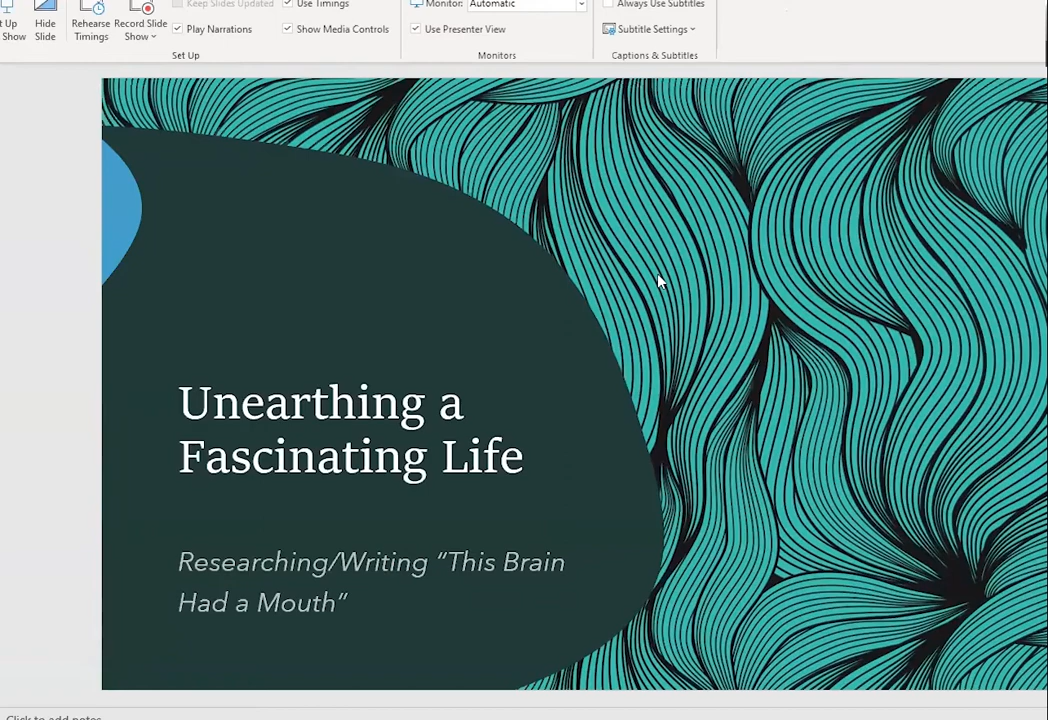 Keep Slides Updated
Use Timings
Monitor:
Automatic
Always Use Subtitles
Set Up
Show
Hide
Slide
Rehearse
Timings
Record Slide
Show
Play Narrations
Show Media Controls
Use Presenter View
Subtitle Settings
Set Up
Monitors
Captions & Subtitles
Unearthing a
Fascinating Life
Researching/Writing “This Brain
Had a Mouth”
Click to add notes